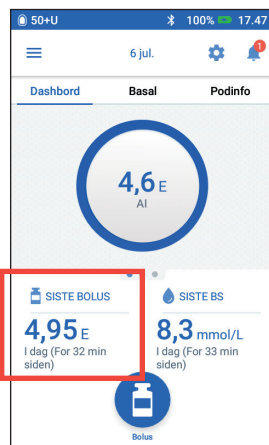 50+U 100% 17.47
6 jul. 1
Dashbord Basal Podinfo
4,6 E
AI
SISTE BOLUS SISTE BS
4,95 E 8,3 mmol/L
I dag (For 32 min I dag (For 33 min
siden) siden)
Bolus